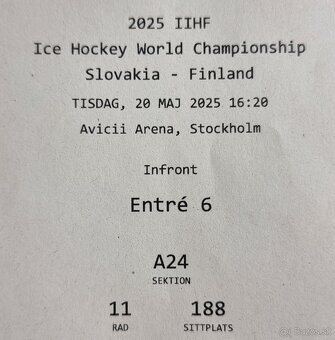 2025 IIHF
Ice Hockey World Championship
Slovakia - Finland
TISDAG, 20 MAJ 2025 16:20
Avicii Arena, Stockholm
Infront
Entré 6
A24
SEKTION
11 188
RAD SITTPLATS